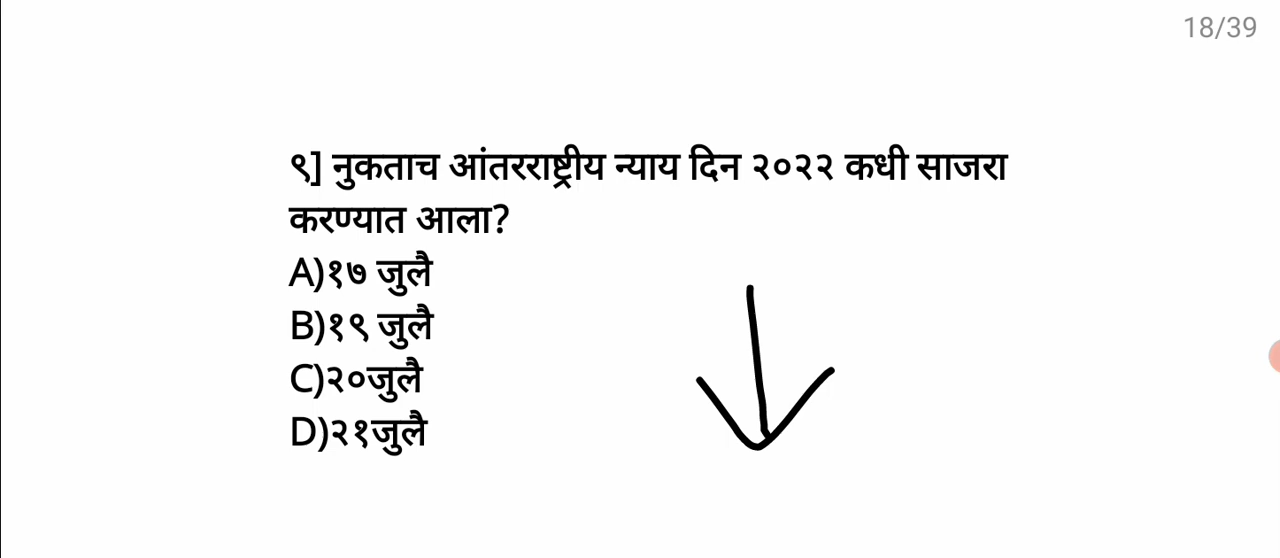 18/39
९] नुकताच आंतरराष्ट्रीय न्याय दिन २०२२ कधी साजरा
करण्यात आला?
A)१७ जुलै
B)१९ जुलै
C)२०जुलै
D)२१जुलै